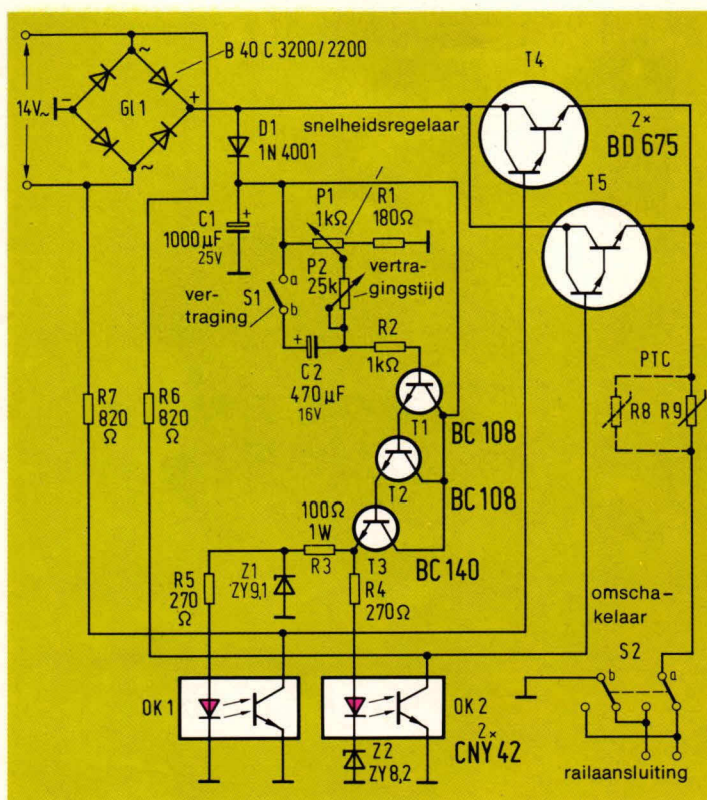 B 40 C 3200/2200
~
14V~
−
Gl 1
+
~
T4
2×
BD 675
T5
D1
1N 4001
snelheidsregelaar
P1
1kΩ
R1
180Ω
C1
1000µF
25V
+
P2
25k
vertra-
gingstijd
a
S1
b
ver-
traging
+
C2
470µF
16V
R2
1kΩ
PTC
R8
R9
R7
820
Ω
R6
820
Ω
T1
BC 108
T2
BC 108
100Ω
1W
R3
T3
BC 140
R5
270
Ω
Z1
ZY9,1
R4
270Ω
omscha-
kelaar
S2
b
a
OK 1
OK 2
2×
CNY 42
Z2
ZY 8,2
railaansluiting